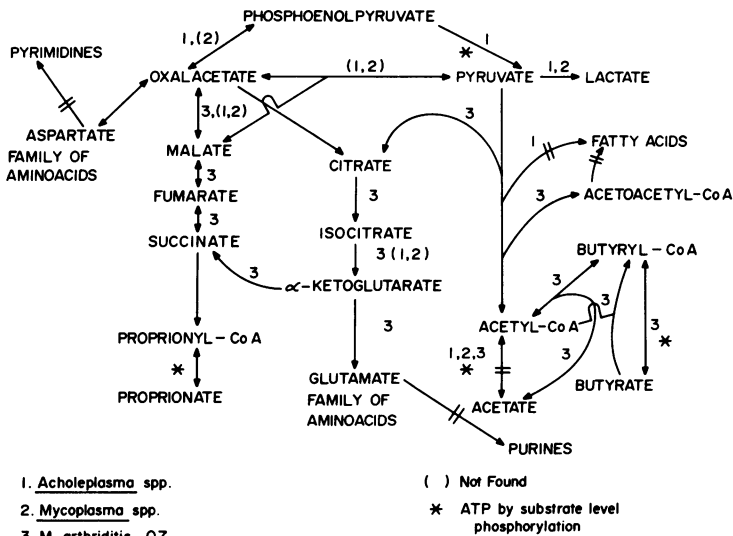 PHOSPHOENOLPYRUVATE
1,(2)
1
*
PYRIMIDINES
OXALACETATE
(1,2)
PYRUVATE
1,2
LACTATE
3,(1,2)
ASPARTATE
FAMILY OF
AMINOACIDS
MALATE
3
CITRATE
1
FATTY ACIDS
3
FUMARATE
3
3
ACETOACETYL-CoA
3
SUCCINATE
ISOCITRATE
3 (1,2)
BUTYRYL-CoA
3
α-KETOGLUTARATE
3
3
PROPRIONYL-CoA
3
ACETYL-CoA
3
*
*
1,2,3
*
3
GLUTAMATE
FAMILY OF
AMINOACIDS
BUTYRATE
PROPRIONATE
ACETATE
PURINES
1. Acholeplasma spp.
( ) Not Found
2. Mycoplasma spp.
* ATP by substrate level
phosphorylation